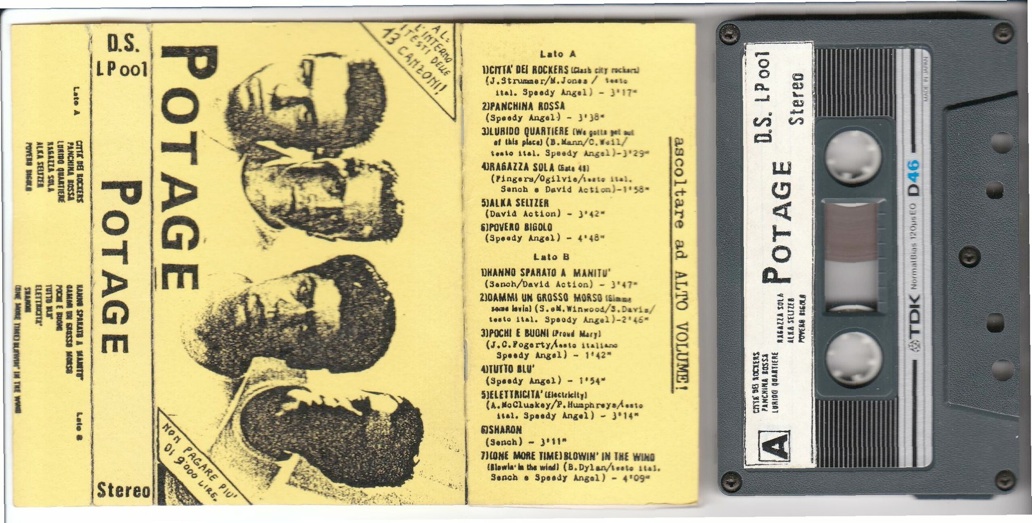 D.S.
LP 001
Lato A
CITTA' DEI ROCKERS
PANCHINA ROSSA
LURIDO QUARTIERE
RAGAZZA SOLA
ALKA SELTZER
POVERO BIGOLO
HANNO SPARATO A MANITU'
DAMMI UN GROSSO MORSO
POCHI E BUONI
TUTTO BLU'
ELETTRICITA'
SHARON
(ONE MORE TIME) BLOWIN' IN THE WIND
Lato B
POTAGE
Stereo
POTAGE
AL-
L'INTERNO
I TESTI DELLE
13 CANZONI!
NON PAGARE PIU'
DI 9'000 LIRE.
Lato A
1)CITTA' DEI ROCKERS (Clash city rockers)
(J.Strummer/M.Jones / testo
ital. Speedy Angel) - 3'17"
2)PANCHINA ROSSA
(Speedy Angel) - 3'38"
3)LURIDO QUARTIERE (We gotta get out
of this place) (B.Mann/C.Weil/
testo ital. Speedy Angel)-3'29"
4)RAGAZZA SOLA (Gate 48)
(Fingers/Ogilvie/testo ital.
Sench e David Action)-1'58"
5)ALKA SELTZER
(David Action) - 3'42"
6)POVERO BIGOLO
(Speedy Angel) - 4'48"
Lato B
1)HANNO SPARATO A MANITU'
(Sench/David Action) - 3'47"
2)DAMMI UN GROSSO MORSO (Gimme
some lovin) (S.eM.Winwood/S.Davis/
testo ital. Speedy Angel)-2'46"
3)POCHI E BUONI (Proud Mary)
(J.C.Fogerty/testo italiano
Speedy Angel) - 1'42"
4)TUTTO BLU'
(Speedy Angel) - 1'54"
5)ELETTRICITA' (Electricity)
(A.McCluskey/P.Humphreys/testo
ital. Speedy Angel) - 3'14"
6)SHARON
(Sench) - 3'11"
7)(ONE MORE TIME) BLOWIN' IN THE WIND
(Blowin' in the wind) (B.Dylan/testo ital.
Sench e Speedy Angel) - 4'09"
ascoltare ad ALTO VOLUME!
A
POTAGE
D.S. LP 001
Stereo
CITTA' DEI ROCKERS
PANCHINA ROSSA
LURIDO QUARTIERE
RAGAZZA SOLA
ALKA SELTZER
POVERO BIGOLO
TDK Normal Bias 120µs EQ D46
MADE IN JAPAN